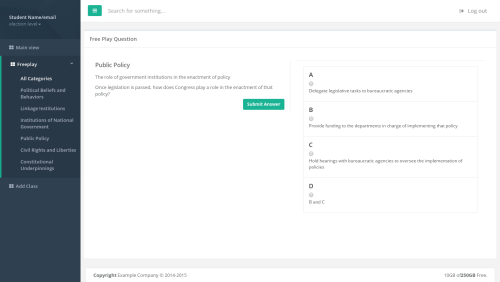 Student Name/email
election level
Search for something...
Log out
Main view
Freeplay
All Categories
Political Beliefs and
Behaviors
Linkage Institutions
Institutions of National
Government
Public Policy
Civil Rights and Liberties
Constitutional
Underpinnings
Add Class
Free Play Question
Public Policy
The role of government institutions in the enactment of policy
Once legislation is passed, how does Congress play a role in the enactment of that
policy?
Submit Answer
A
Delegate legislative tasks to bureaucratic agencies
B
Provide funding to the departments in charge of implementing that policy
C
Hold hearings with bureaucratic agencies to oversee the implementation of
policies
D
B and C
Copyright Example Company © 2014-2015
10GB of 250GB Free.